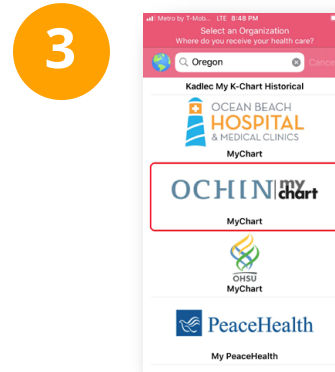 3
Metro by T-Mob... LTE 8:48 PM
Select an Organization
Where do you receive your health care?
Oregon
Cance
Kadlec My K-Chart Historical
OCEAN BEACH
HOSPITAL
& MEDICAL CLINICS
MyChart
OCHIN my chart
MyChart
OHSU
MyChart
PeaceHealth
My PeaceHealth